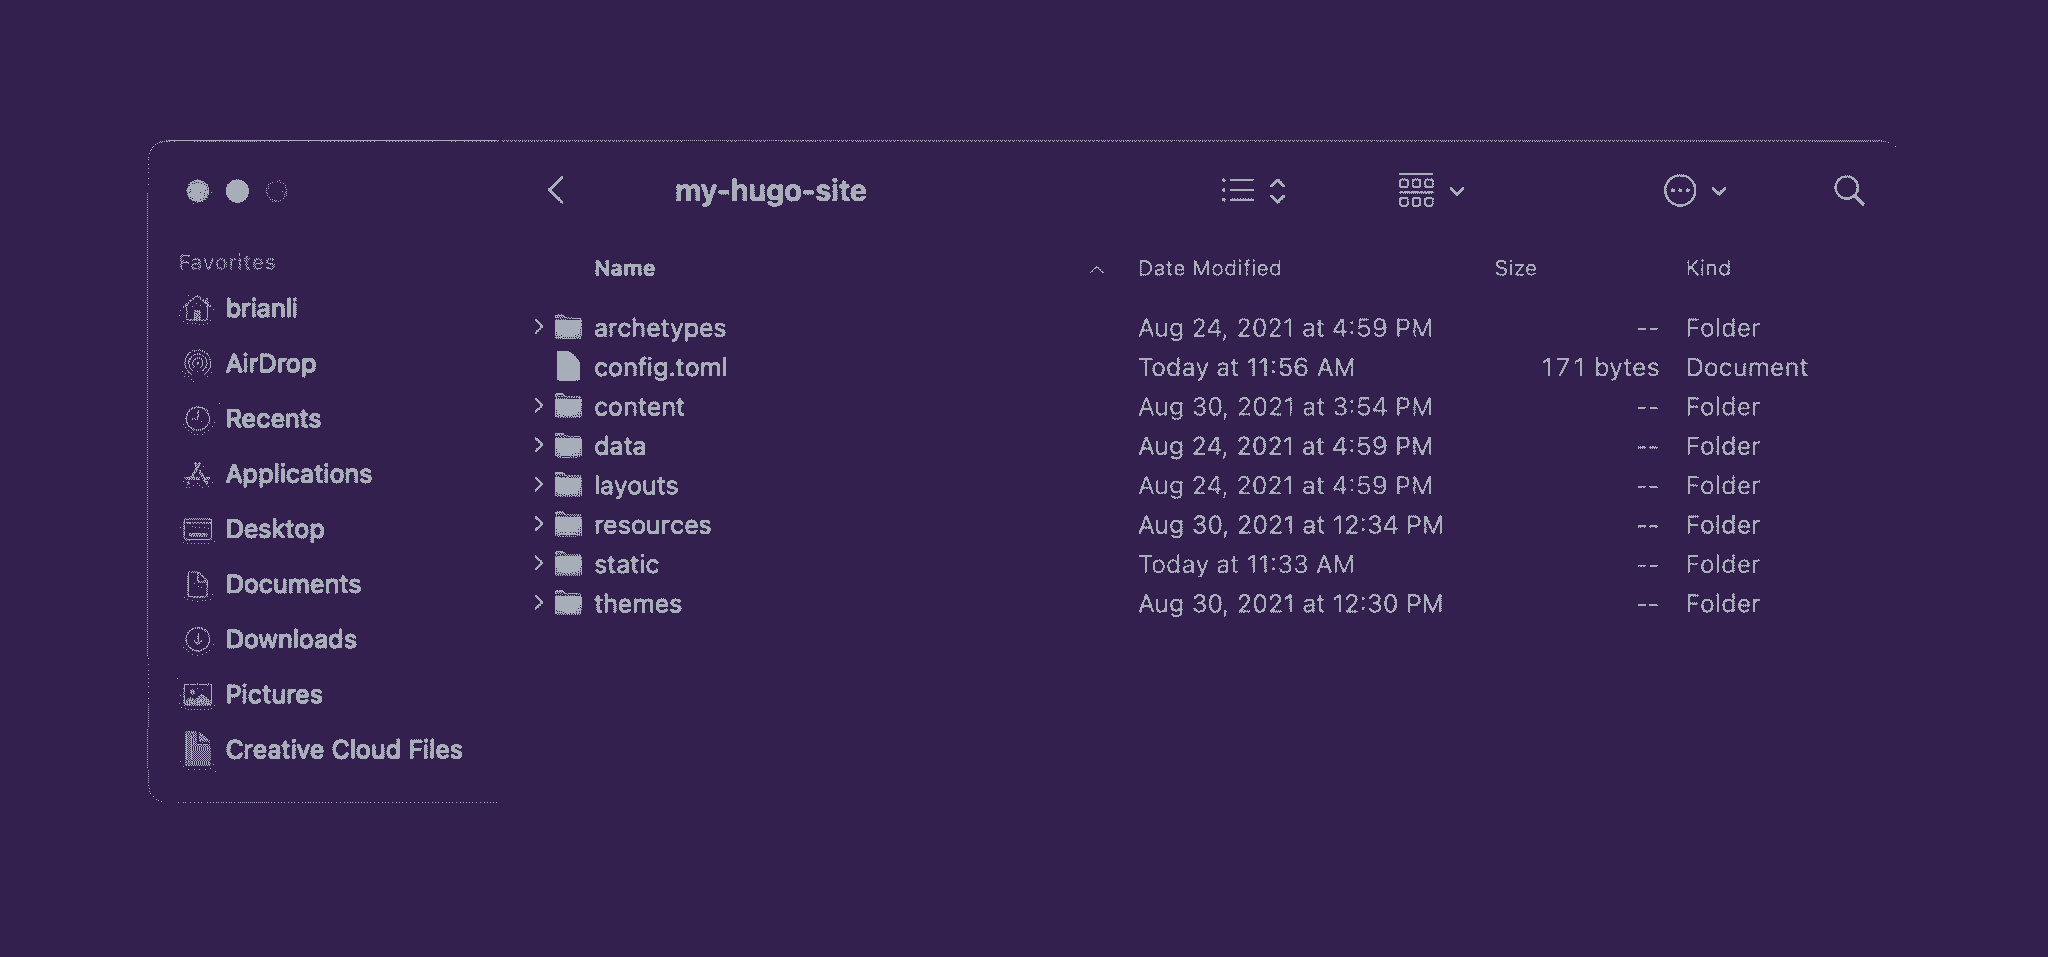 my-hugo-site
Favorites
brianli
AirDrop
Recents
Applications
Desktop
Documents
Downloads
Pictures
Creative Cloud Files
Name Date Modified Size Kind
archetypes Aug 24, 2021 at 4:59 PM -- Folder
config.toml Today at 11:56 AM 171 bytes Document
content Aug 30, 2021 at 3:54 PM -- Folder
data Aug 24, 2021 at 4:59 PM -- Folder
layouts Aug 24, 2021 at 4:59 PM -- Folder
resources Aug 30, 2021 at 12:34 PM -- Folder
static Today at 11:33 AM -- Folder
themes Aug 30, 2021 at 12:30 PM -- Folder